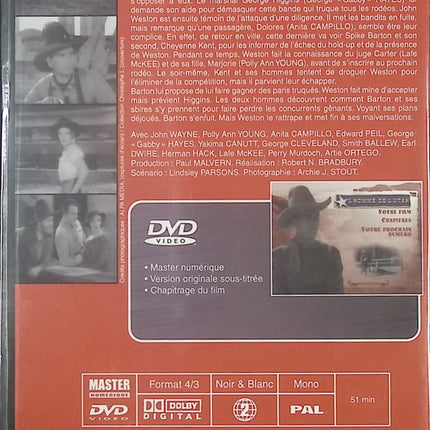 demande son aide pour démasquer cette bande qui truque tous les rodéos. John
Weston est ensuite témoin de l'attaque d'une diligence. Il met les bandits en fuite,
mais remarque qu'une passagère, Dolores (Anita CAMPILLO), semble être leur
complice. En effet, de retour en ville, cette dernière va voir Spike Barton et son
second, Cheyenne Kent, pour les informer de l'échec du hold-up et de la présence
de Weston. Pendant ce temps, Weston fait la connaissance du juge Carter (Lafe
McKEE) et de sa fille, Marjorie (Polly Ann YOUNG), avant de s'inscrire au prochain
rodéo. Le soir-même, Kent et ses hommes tentent de droguer Weston pour
l'éliminer de la compétition, mais il parvient leur échapper.
Barton lui propose de lui faire gagner des paris truqués. Weston fait mine d'accepter
mais prévient Higgins. Les deux hommes découvrent comment Barton et ses
sbires s'y prennent pour faire perdre les concurrents gênants. Voyant ses plans
déjoués, Barton s'enfuit. Mais Weston le rattrape et met fin à ses malversations.
Avec John WAYNE, Polly Ann YOUNG, Anita CAMPILLO, Edward PEIL, George
« Gabby » HAYES, Yakima CANUTT, George CLEVELAND, Smith BALLEW, Earl
DWIRE, Herman HACK, Lafe McKEE, Perry Murdoch, Artie ORTEGO.
Production : Paul MALVERN. Réalisation : Robert N. BRADBURY.
Scénario : Lindsley PARSONS. Photographie : Archie J. STOUT.
Crédits photographiques : ALPA MEDIA (captures d'écran) / Collection Christophe L (couverture).
DVD
VIDEO
• Master numérique
• Version originale sous-titrée
• Chapitrage du film
L'HOMME DE L'UTAH
VOTRE FILM
CHAPITRES
VOTRE PROCHAIN
NUMÉRO
MASTER
NUMÉRIQUE
DVD
VIDEO
Format 4/3
DOLBY
DIGITAL
Noir & Blanc
2
Mono
PAL
51 min